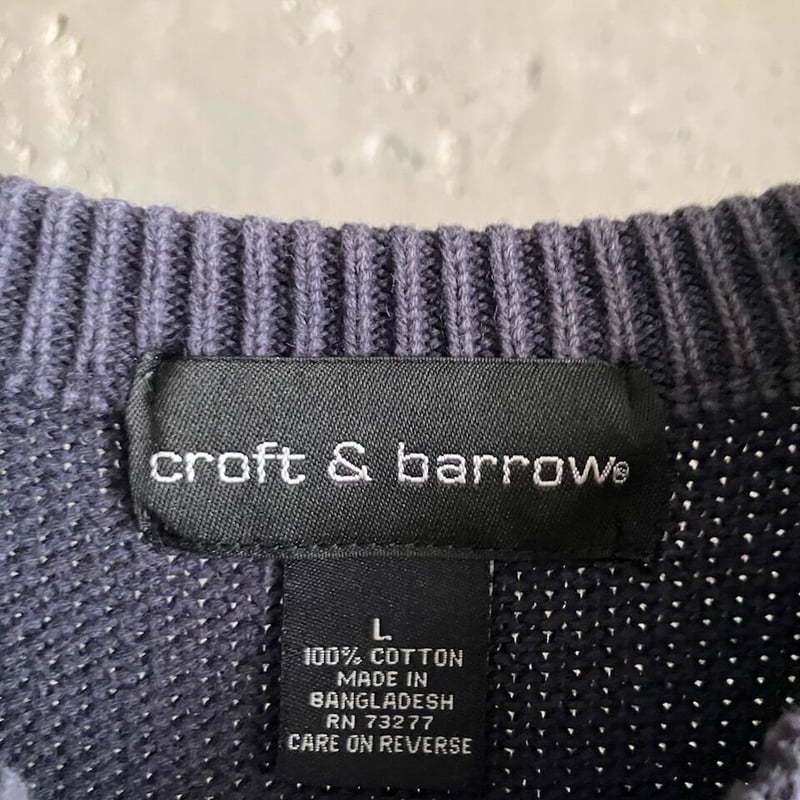 croft & barrow®
L
100% COTTON
MADE IN
BANGLADESH
RN 73277
CARE ON REVERSE